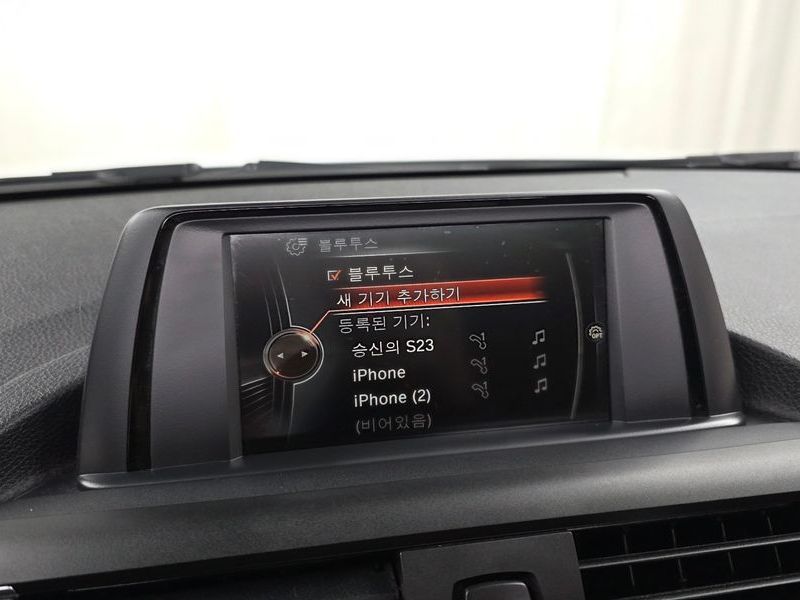 블루투스
블루투스
새 기기 추가하기
등록된 기기:
승신의 S23
iPhone
iPhone (2)
(비어있음)
OPT